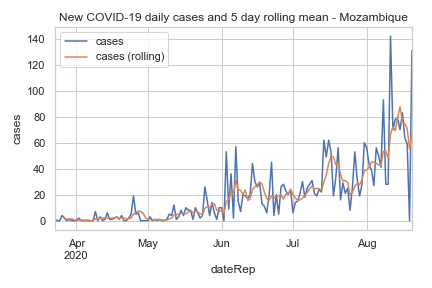 New COVID-19 daily cases and 5 day rolling mean - Mozambique
cases
cases (rolling)
140
120
100
80
60
40
20
0
cases
Apr
2020
May
Jun
Jul
Aug
dateRep